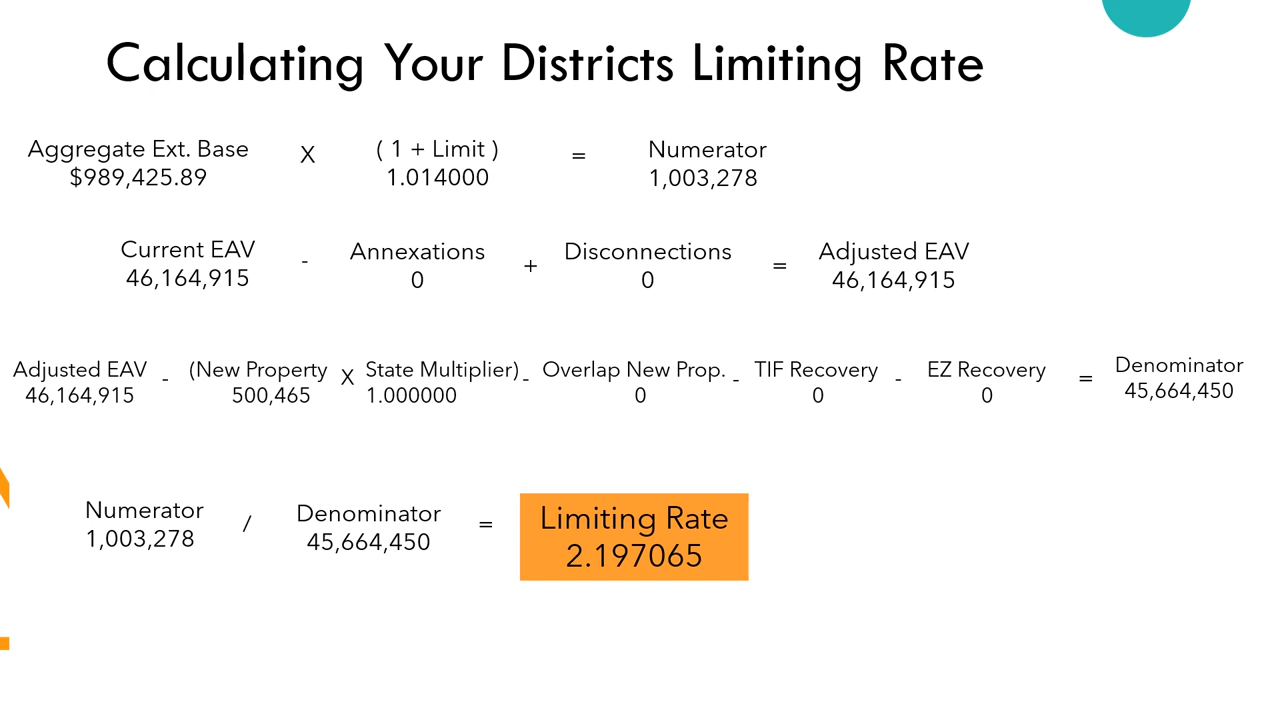 Calculating Your Districts Limiting Rate
Aggregate Ext. Base X ( 1 + Limit ) = Numerator
$989,425.89 1.014000 1,003,278
Current EAV - Annexations + Disconnections = Adjusted EAV
46,164,915 0 0 46,164,915
Adjusted EAV - (New Property X State Multiplier) - Overlap New Prop. - TIF Recovery - EZ Recovery = Denominator
46,164,915 500,465 1.000000 0 0 0 45,664,450
Numerator / Denominator = Limiting Rate
1,003,278 45,664,450 2.197065